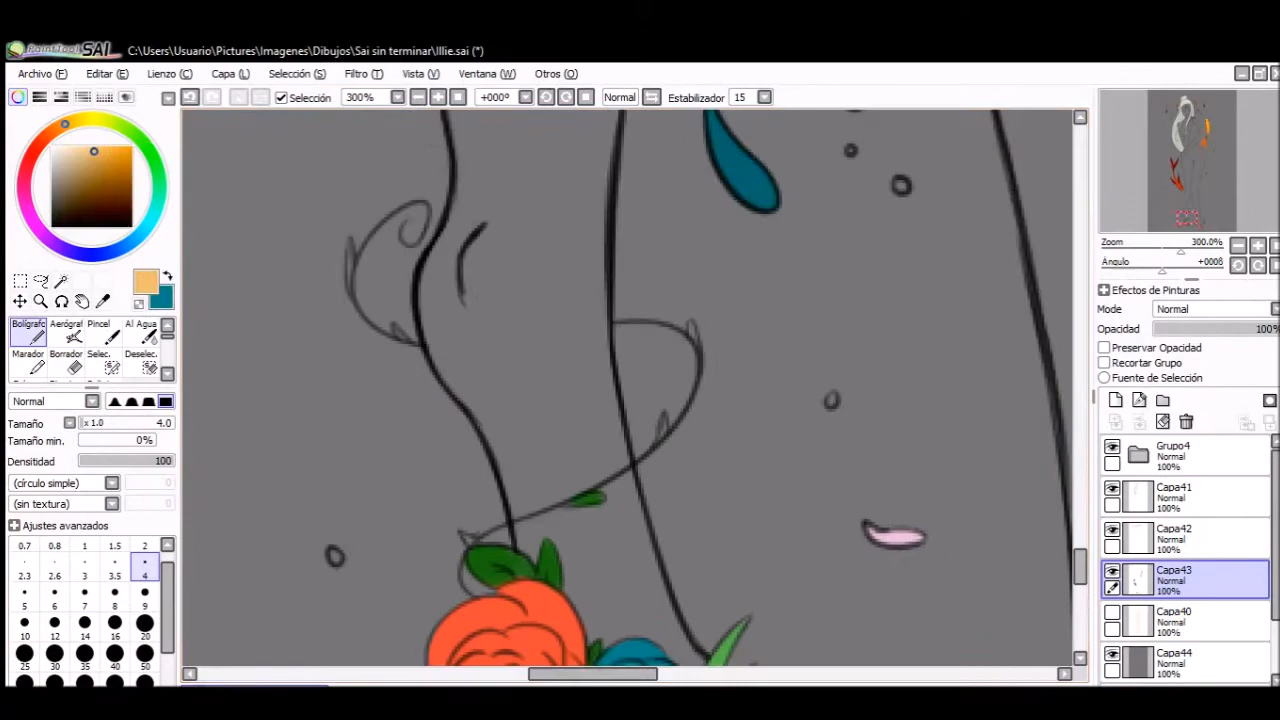 PaintTool SAI C:\Users\Usuario\Pictures\Imagenes\Dibujos\Sai sin terminar\Illie.sai (*)
Archivo (F) Editar (E) Lienzo (C) Capa (L) Selección (S) Filtro (T) Vista (V) Ventana (W) Otros (O)
Selección 300% +000º Normal Estabilizador 15
Zoom 300.0%
Ángulo +000º
Efectos de Pinturas
Modo Normal
Opacidad 100%
Preservar Opacidad
Recortar Grupo
Fuente de Selección
Bolígrafo Aerógraf Pincel Al Agua
Marador Borrador Selec. Deselec.
Normal
Tamaño x 1.0 4.0
Tamaño min. 0%
Densitidad 100
(círculo simple) 0
(sin textura) 0
Ajustes avanzados
0.7 0.8 1 1.5 2
2.3 2.6 3 3.5 4
5 6 7 8 9
10 12 14 16 20
25 30 35 40 50
Grupo4
Normal
100%
Capa41
Normal
100%
Capa42
Normal
100%
Capa43
Normal
100%
Capa40
Normal
100%
Capa44
Normal
100%